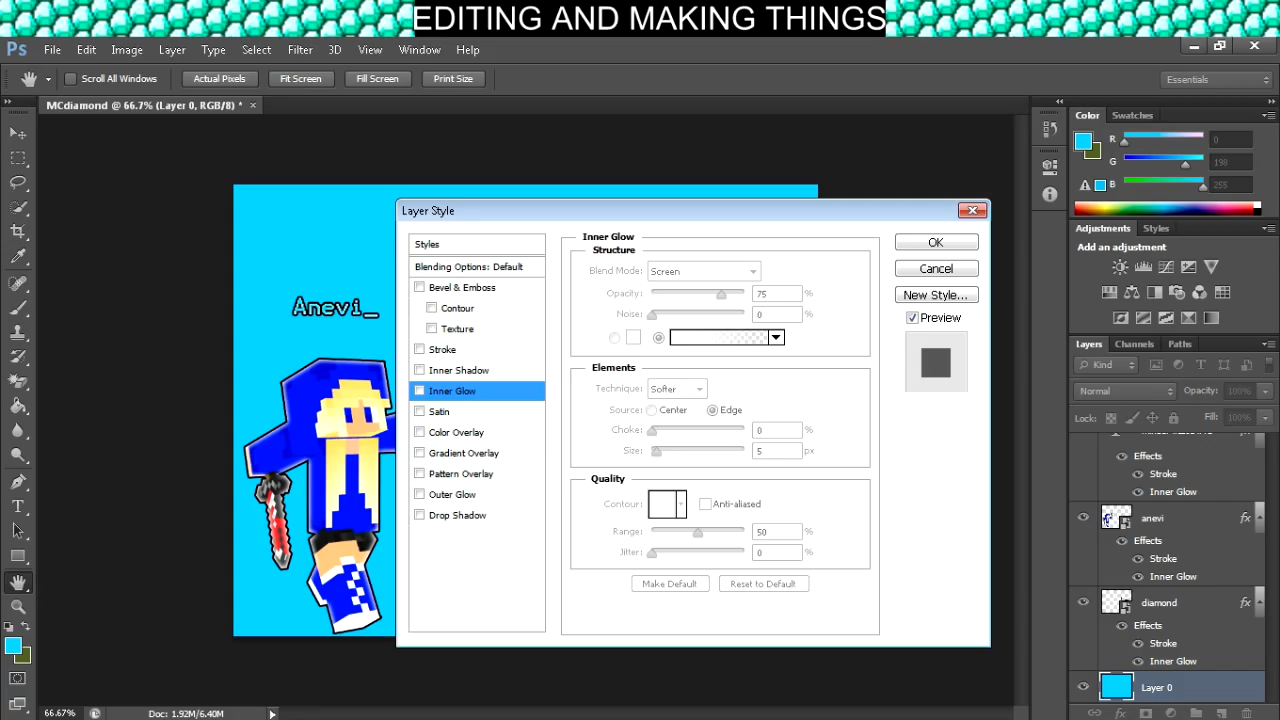 EDITING AND MAKING THINGS
Ps File Edit Image Layer Type Select Filter 3D View Window Help
Scroll All Windows Actual Pixels Fit Screen Fill Screen Print Size Essentials
MCdiamond @ 66.7% (Layer 0, RGB/8) * ×
Color Swatches
R 0
G 198
B 255
Adjustments Styles
Add an adjustment
Layers Channels Paths
Kind
Normal Opacity: 100%
Lock: Fill: 100%
Effects
Stroke
Inner Glow
anevi fx
Effects
Stroke
Inner Glow
diamond fx
Effects
Stroke
Inner Glow
Layer 0
Anevi_
Layer Style
Styles
Blending Options: Default
Bevel & Emboss
Contour
Texture
Stroke
Inner Shadow
Inner Glow
Satin
Color Overlay
Gradient Overlay
Pattern Overlay
Outer Glow
Drop Shadow
Inner Glow
Structure
Blend Mode: Screen
Opacity: 75 %
Noise: 0 %
Elements
Technique: Softer
Source: Center Edge
Choke: 0 %
Size: 5 px
Quality
Contour: Anti-aliased
Range: 50 %
Jitter: 0 %
Make Default Reset to Default
OK
Cancel
New Style...
Preview
66.67% Doc: 1.92M/6.40M